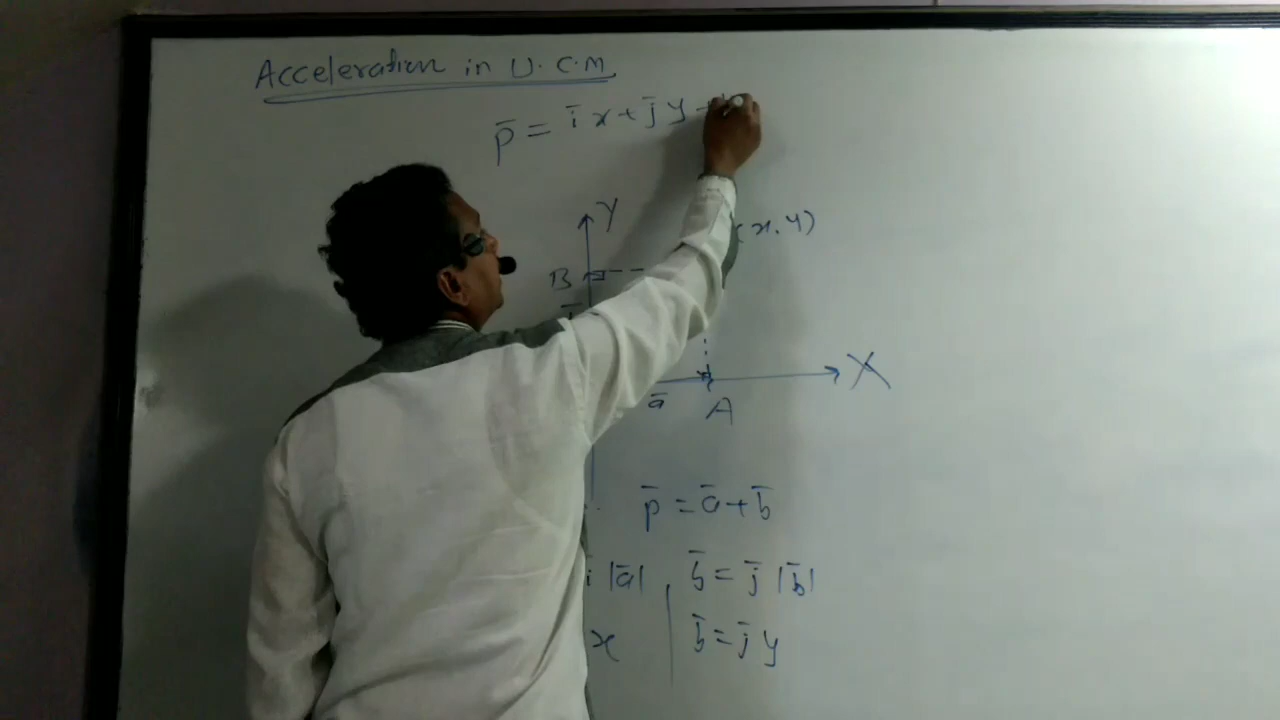 Acceleration in U.C.M
p̄ = īx + j̄y +
Y
(x, y)
B
X
ā
A
p̄ = ā + b̄
ī |ā| , b̄ = j̄ |b̄|
x b̄ = j̄ y